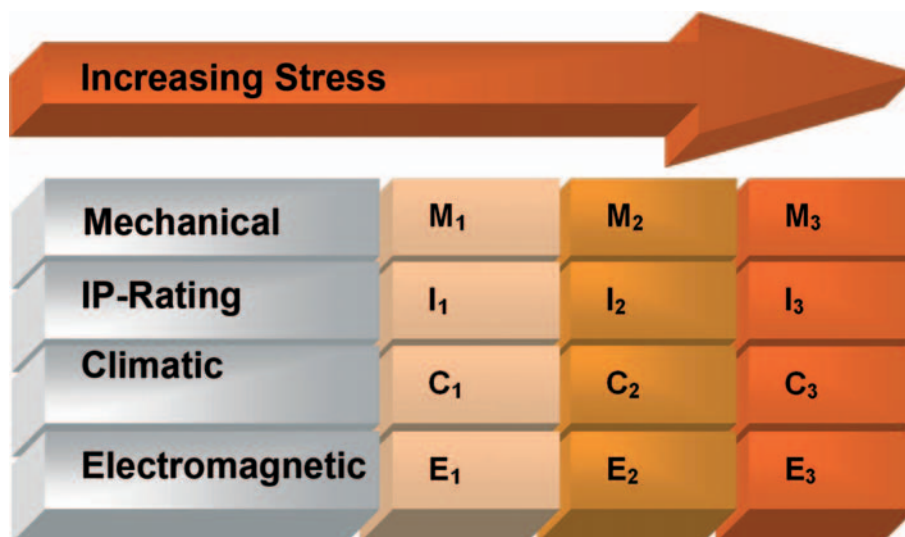 Increasing Stress
Mechanical M₁ M₂ M₃
IP-Rating I₁ I₂ I₃
Climatic C₁ C₂ C₃
Electromagnetic E₁ E₂ E₃